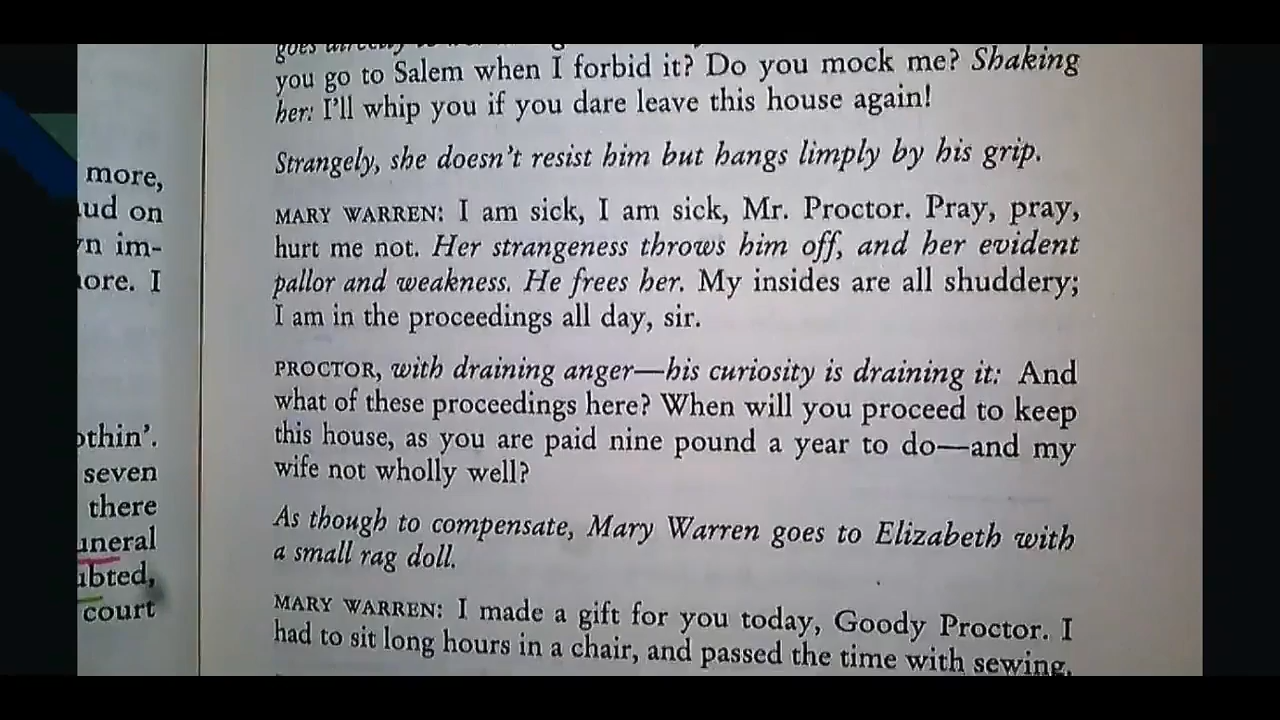 more,
on
im-
I
seven
there
court
goes
you go to Salem when I forbid it? Do you mock me? Shaking
her: I'll whip you if you dare leave this house again!
Strangely, she doesn't resist him but hangs limply by his grip.
MARY WARREN: I am sick, I am sick, Mr. Proctor. Pray, pray,
hurt me not. Her strangeness throws him off, and her evident
pallor and weakness. He frees her. My insides are all shuddery;
I am in the proceedings all day, sir.
PROCTOR, with draining anger—his curiosity is draining it: And
what of these proceedings here? When will you proceed to keep
this house, as you are paid nine pound a year to do—and my
wife not wholly well?
As though to compensate, Mary Warren goes to Elizabeth with
a small rag doll.
MARY WARREN: I made a gift for you today, Goody Proctor. I
had to sit long hours in a chair, and passed the time with sewing.